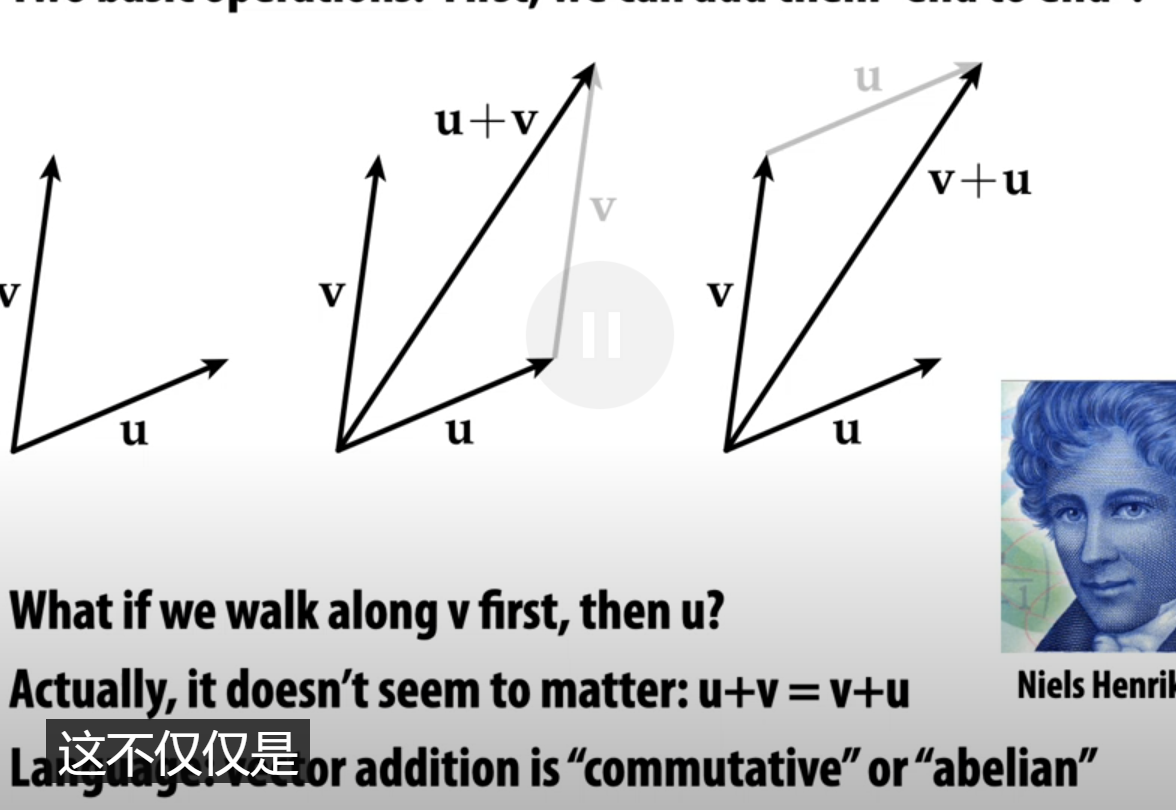 u+v
u
v
v+u
v
v
v
u
u
u
What if we walk along v first, then u?
Actually, it doesn't seem to matter: u+v = v+u
Niels Henrik
这不仅仅是
Language: vector addition is “commutative” or “abelian”